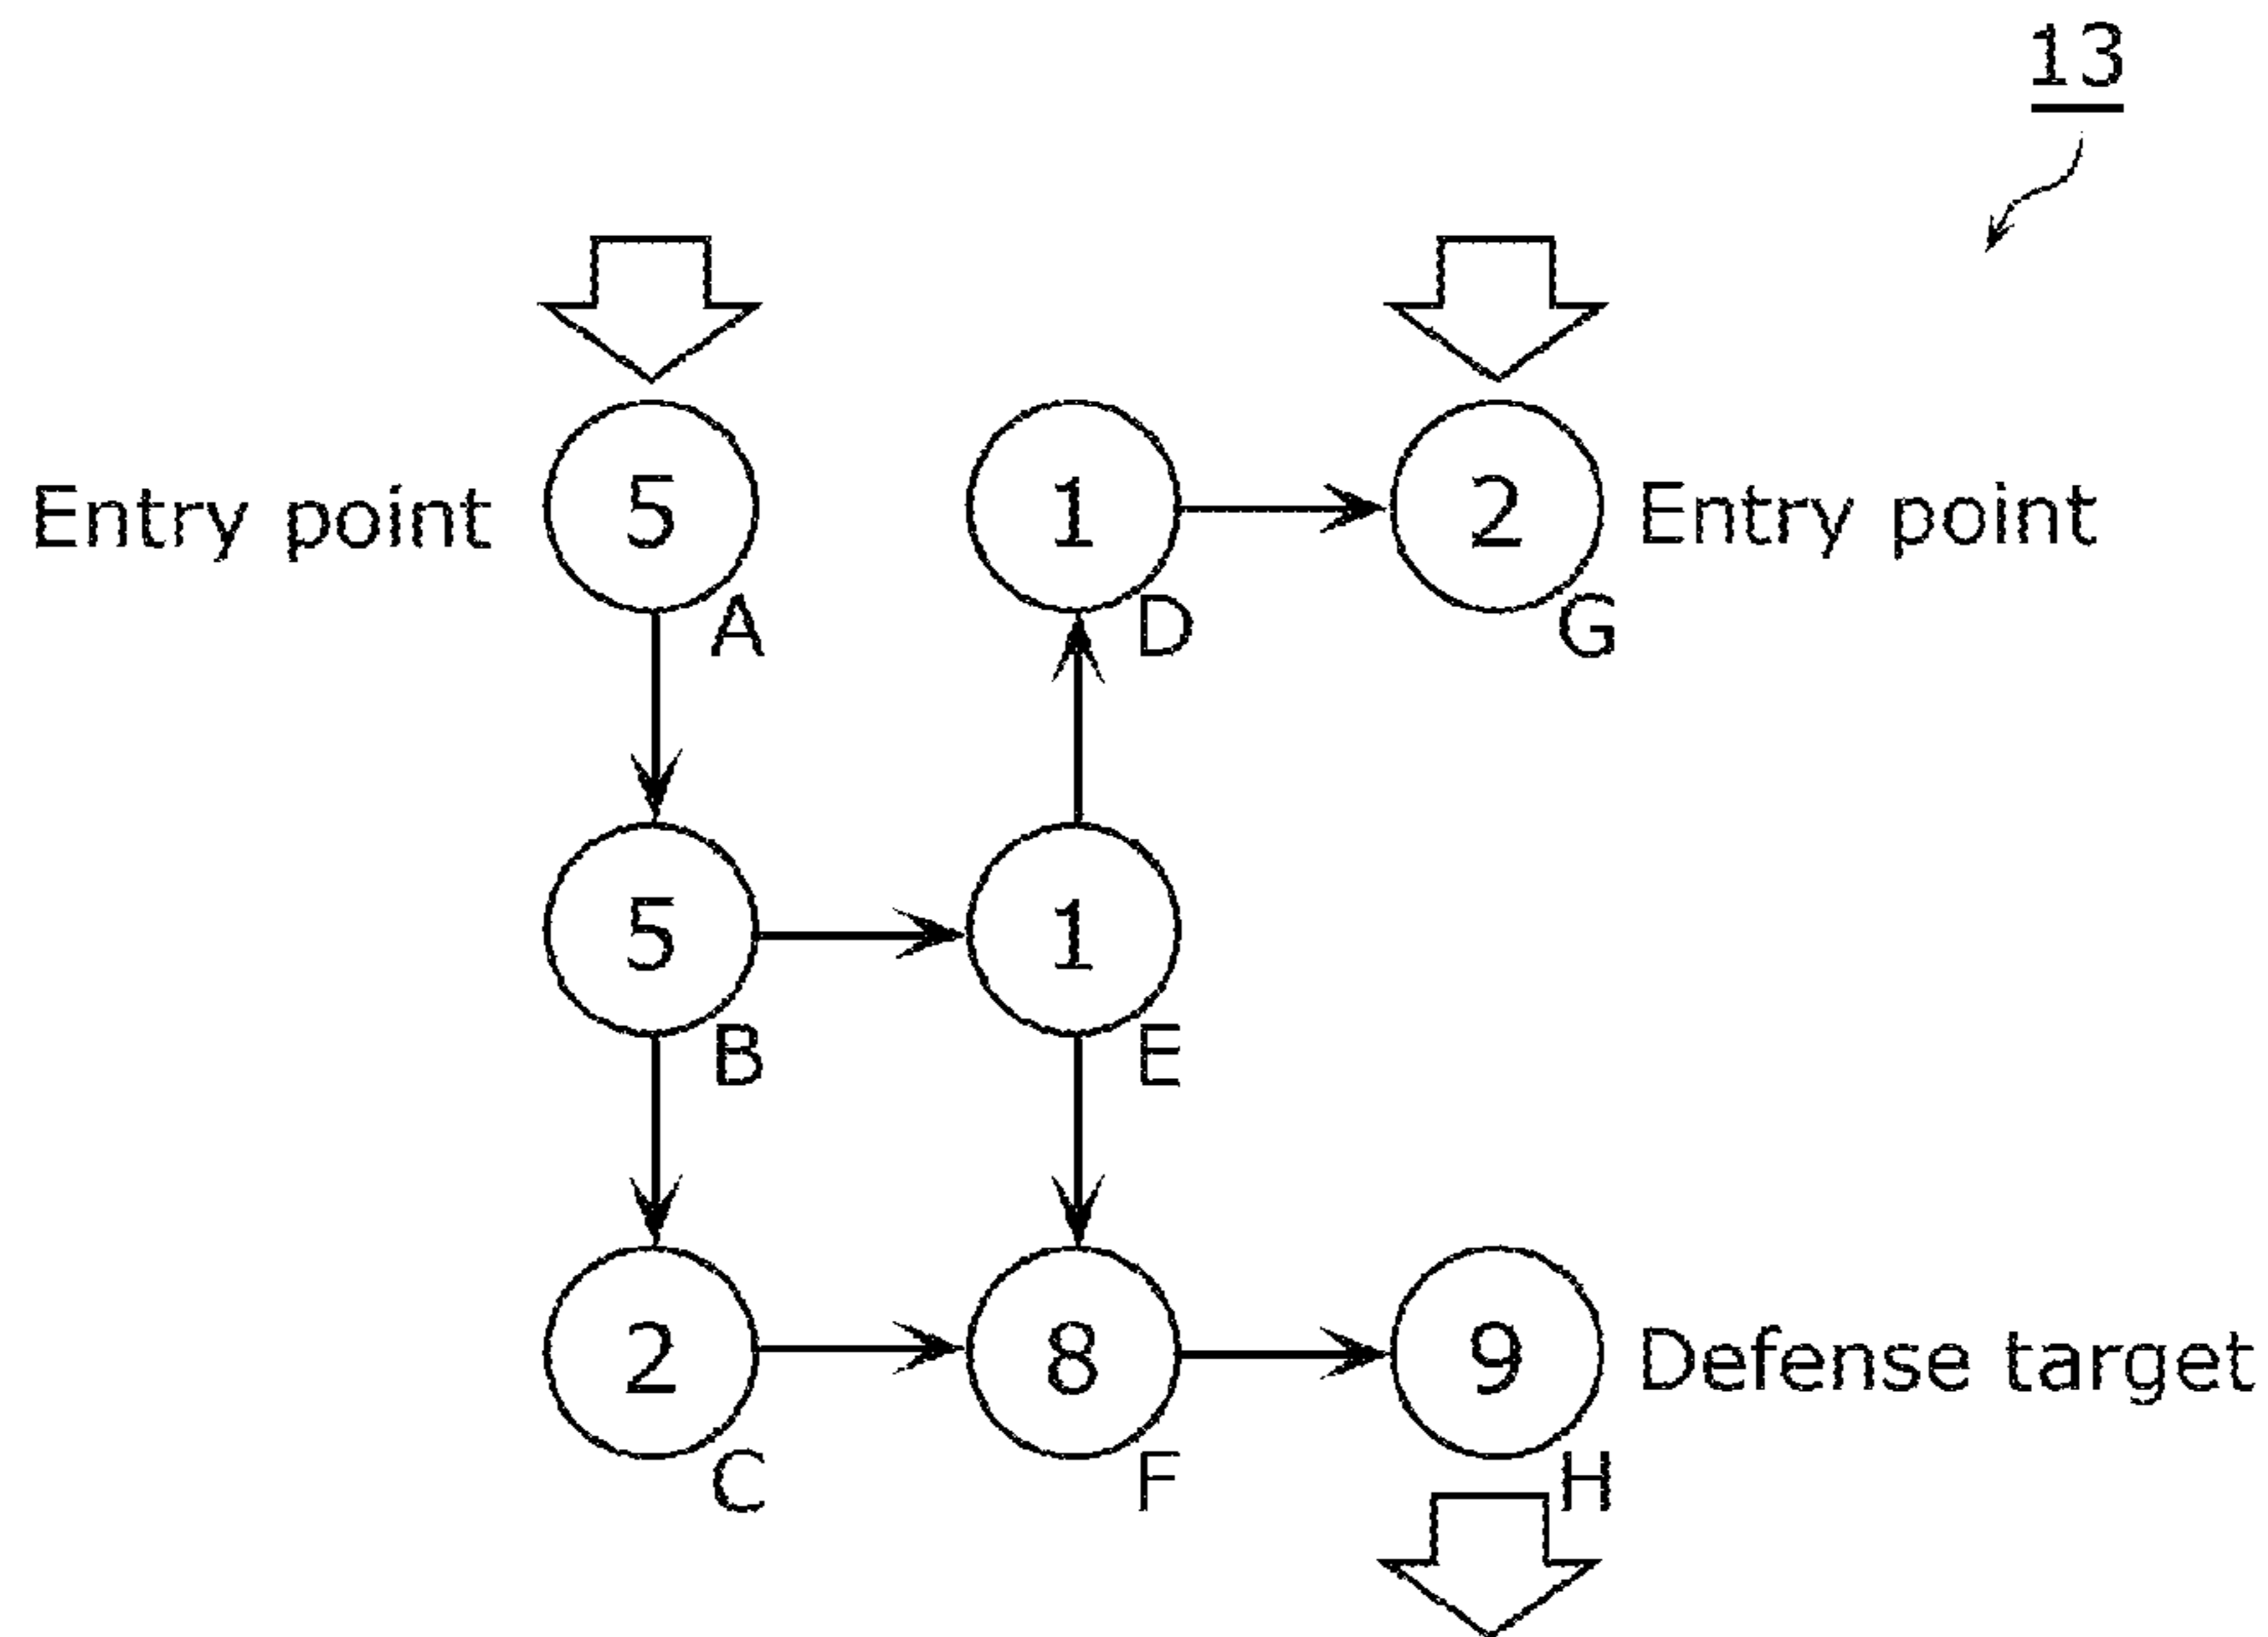 13
Entry point 5 1 2 Entry point
A D G
5 1
B E
2 8 9 Defense target
C F H